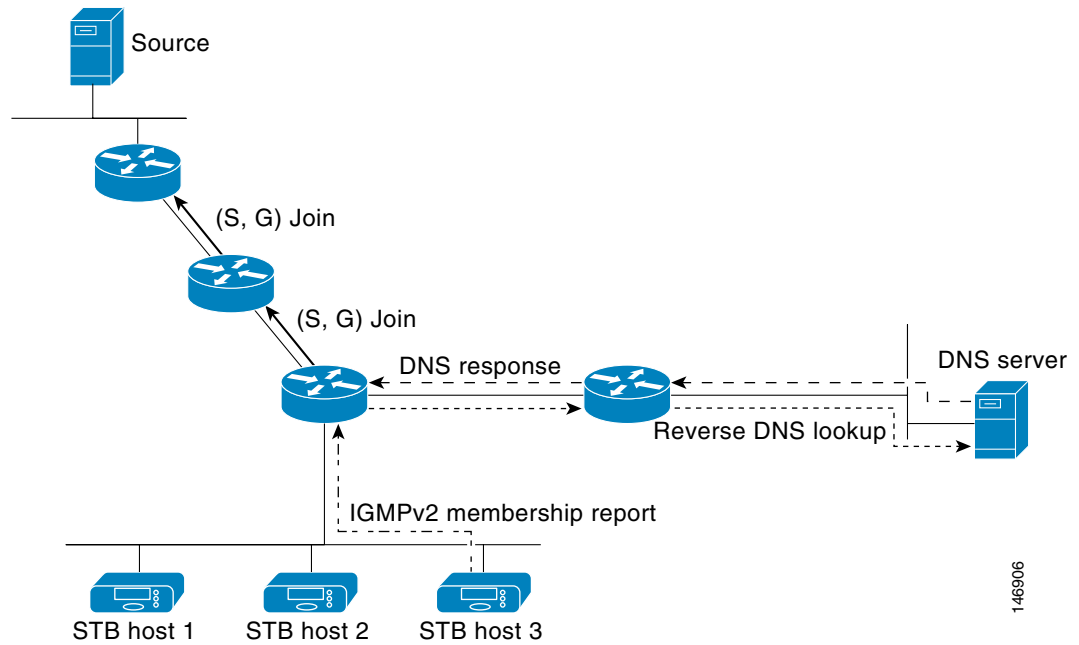 Source
(S, G) Join
(S, G) Join
DNS response
DNS server
Reverse DNS lookup
IGMPv2 membership report
STB host 1
STB host 2
STB host 3
146906